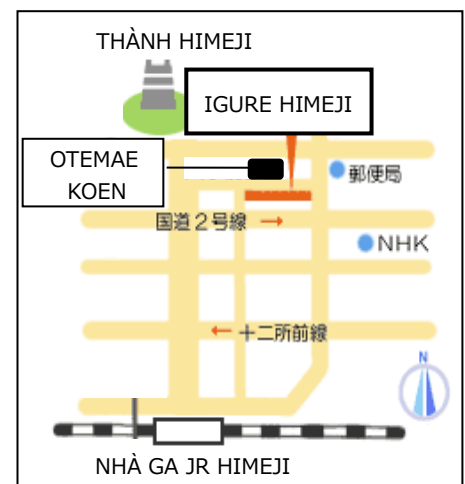 THÀNH HIMEJI
IGURE HIMEJI
OTEMAE
KOEN
郵便局
国道2号線 →
NHK
← 十二所前線
N
NHÀ GA JR HIMEJI